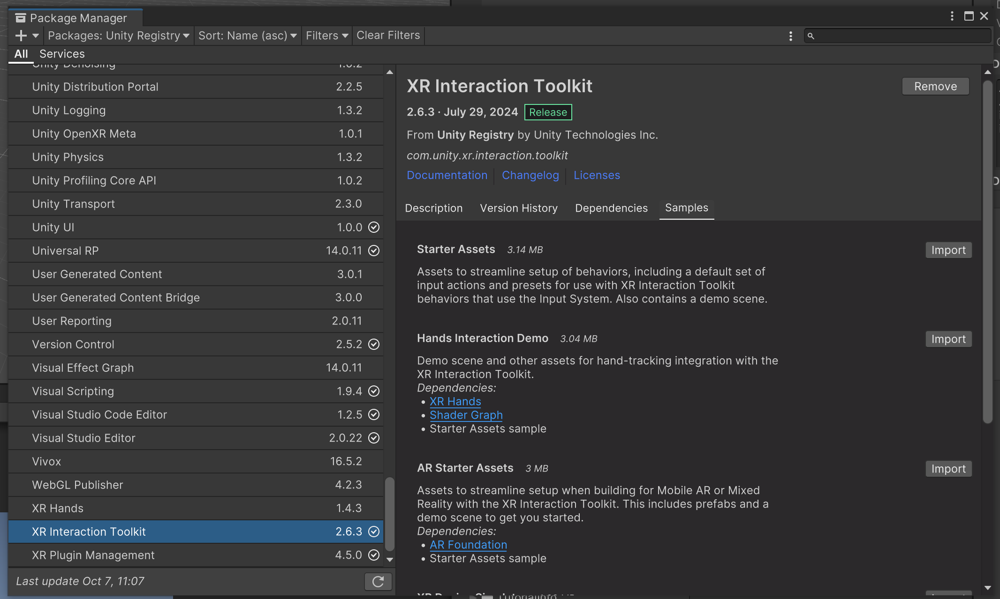 Package Manager
Packages: Unity Registry
Sort: Name (asc)
Filters
Clear Filters
All
Services
Unity Denoising 1.0.2
Unity Distribution Portal 2.2.5
Unity Logging 1.3.2
Unity OpenXR Meta 1.0.1
Unity Physics 1.3.2
Unity Profiling Core API 1.0.2
Unity Transport 2.3.0
Unity UI 1.0.0
Universal RP 14.0.11
User Generated Content 3.0.1
User Generated Content Bridge 3.0.0
User Reporting 2.0.11
Version Control 2.5.2
Visual Effect Graph 14.0.11
Visual Scripting 1.9.4
Visual Studio Code Editor 1.2.5
Visual Studio Editor 2.0.22
Vivox 16.5.2
WebGL Publisher 4.2.3
XR Hands 1.4.3
XR Interaction Toolkit 2.6.3
XR Plugin Management 4.5.0
Last update Oct 7, 11:07
XR Interaction Toolkit
Remove
2.6.3 · July 29, 2024 Release
From Unity Registry by Unity Technologies Inc.
com.unity.xr.interaction.toolkit
Documentation
Changelog
Licenses
Description
Version History
Dependencies
Samples
Starter Assets 3.14 MB
Import
Assets to streamline setup of behaviors, including a default set of
input actions and presets for use with XR Interaction Toolkit
behaviors that use the Input System. Also contains a demo scene.
Hands Interaction Demo 3.04 MB
Import
Demo scene and other assets for hand-tracking integration with the
XR Interaction Toolkit.
Dependencies:
• XR Hands
• Shader Graph
• Starter Assets sample
AR Starter Assets 3 MB
Import
Assets to streamline setup when building for Mobile AR or Mixed
Reality with the XR Interaction Toolkit. This includes prefabs and a
demo scene to get you started.
Dependencies:
• AR Foundation
• Starter Assets sample